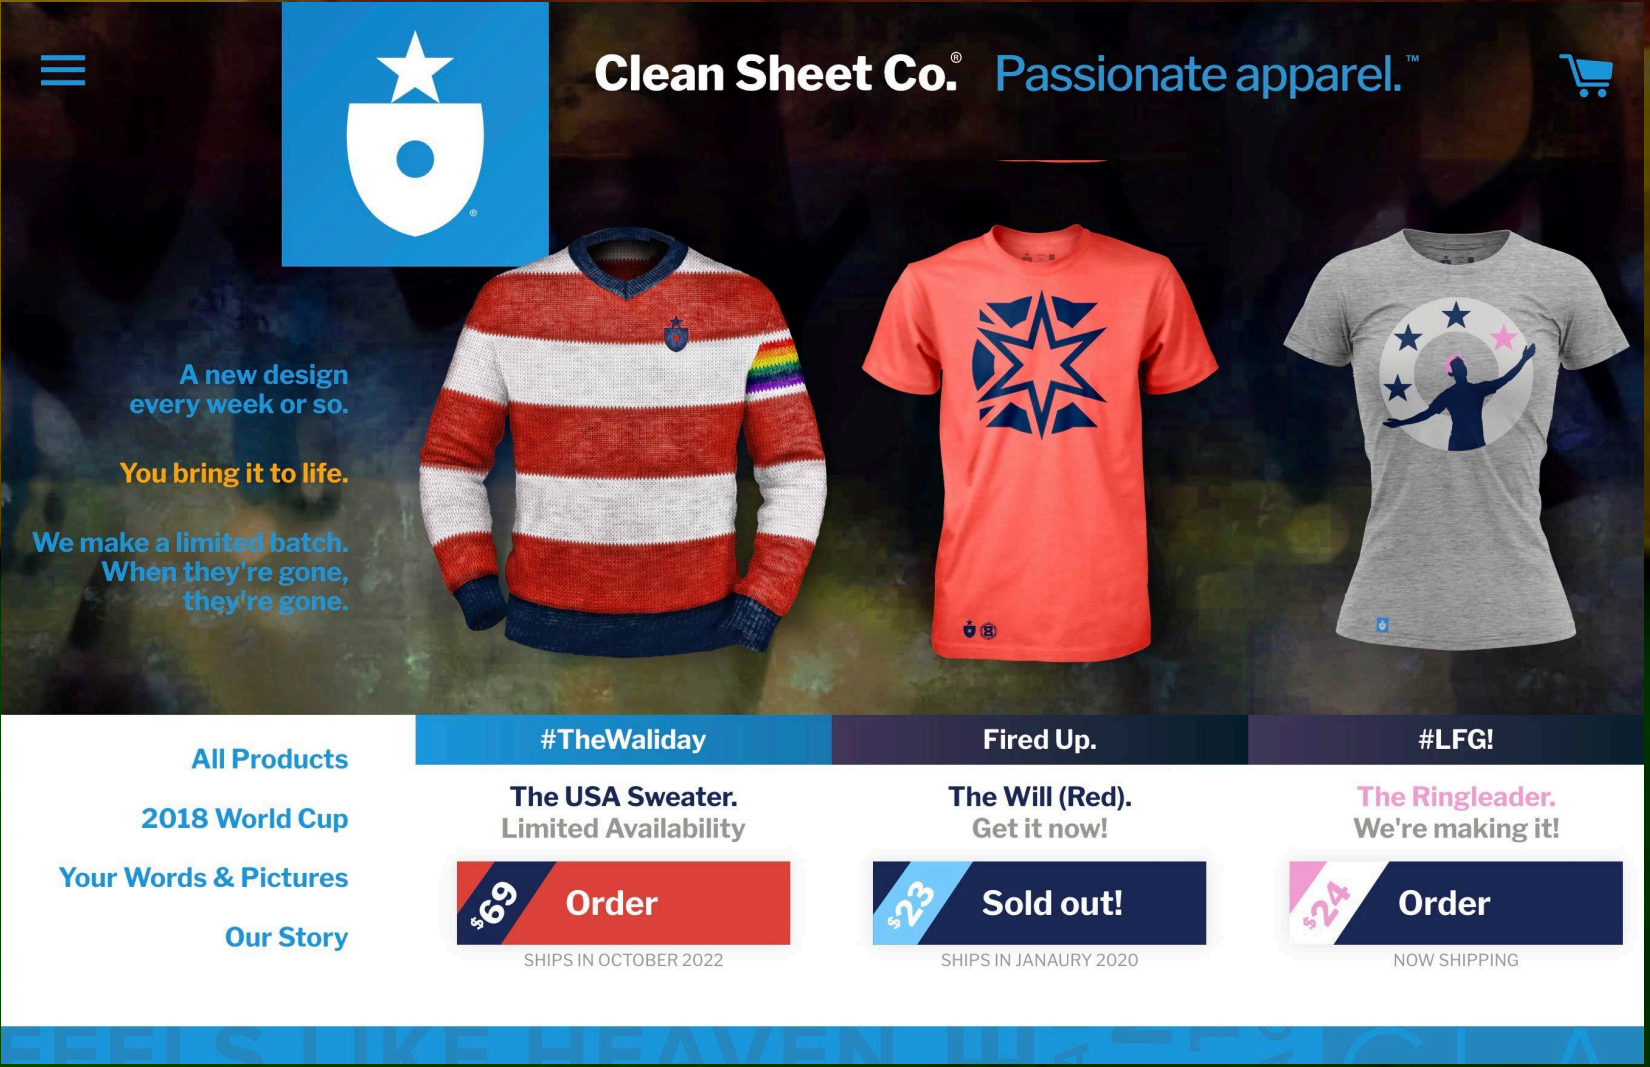 Clean Sheet Co.® Passionate apparel.™
®
A new design
every week or so.
You bring it to life.
We make a limited batch.
When they're gone,
they're gone.
All Products
2018 World Cup
Your Words & Pictures
Our Story
#TheWaliday
The USA Sweater.
Limited Availability
$69 Order
SHIPS IN OCTOBER 2022
Fired Up.
The Will (Red).
Get it now!
$23 Sold out!
SHIPS IN JANAURY 2020
#LFG!
The Ringleader.
We're making it!
$24 Order
NOW SHIPPING
FEELS LIKE HEAVEN